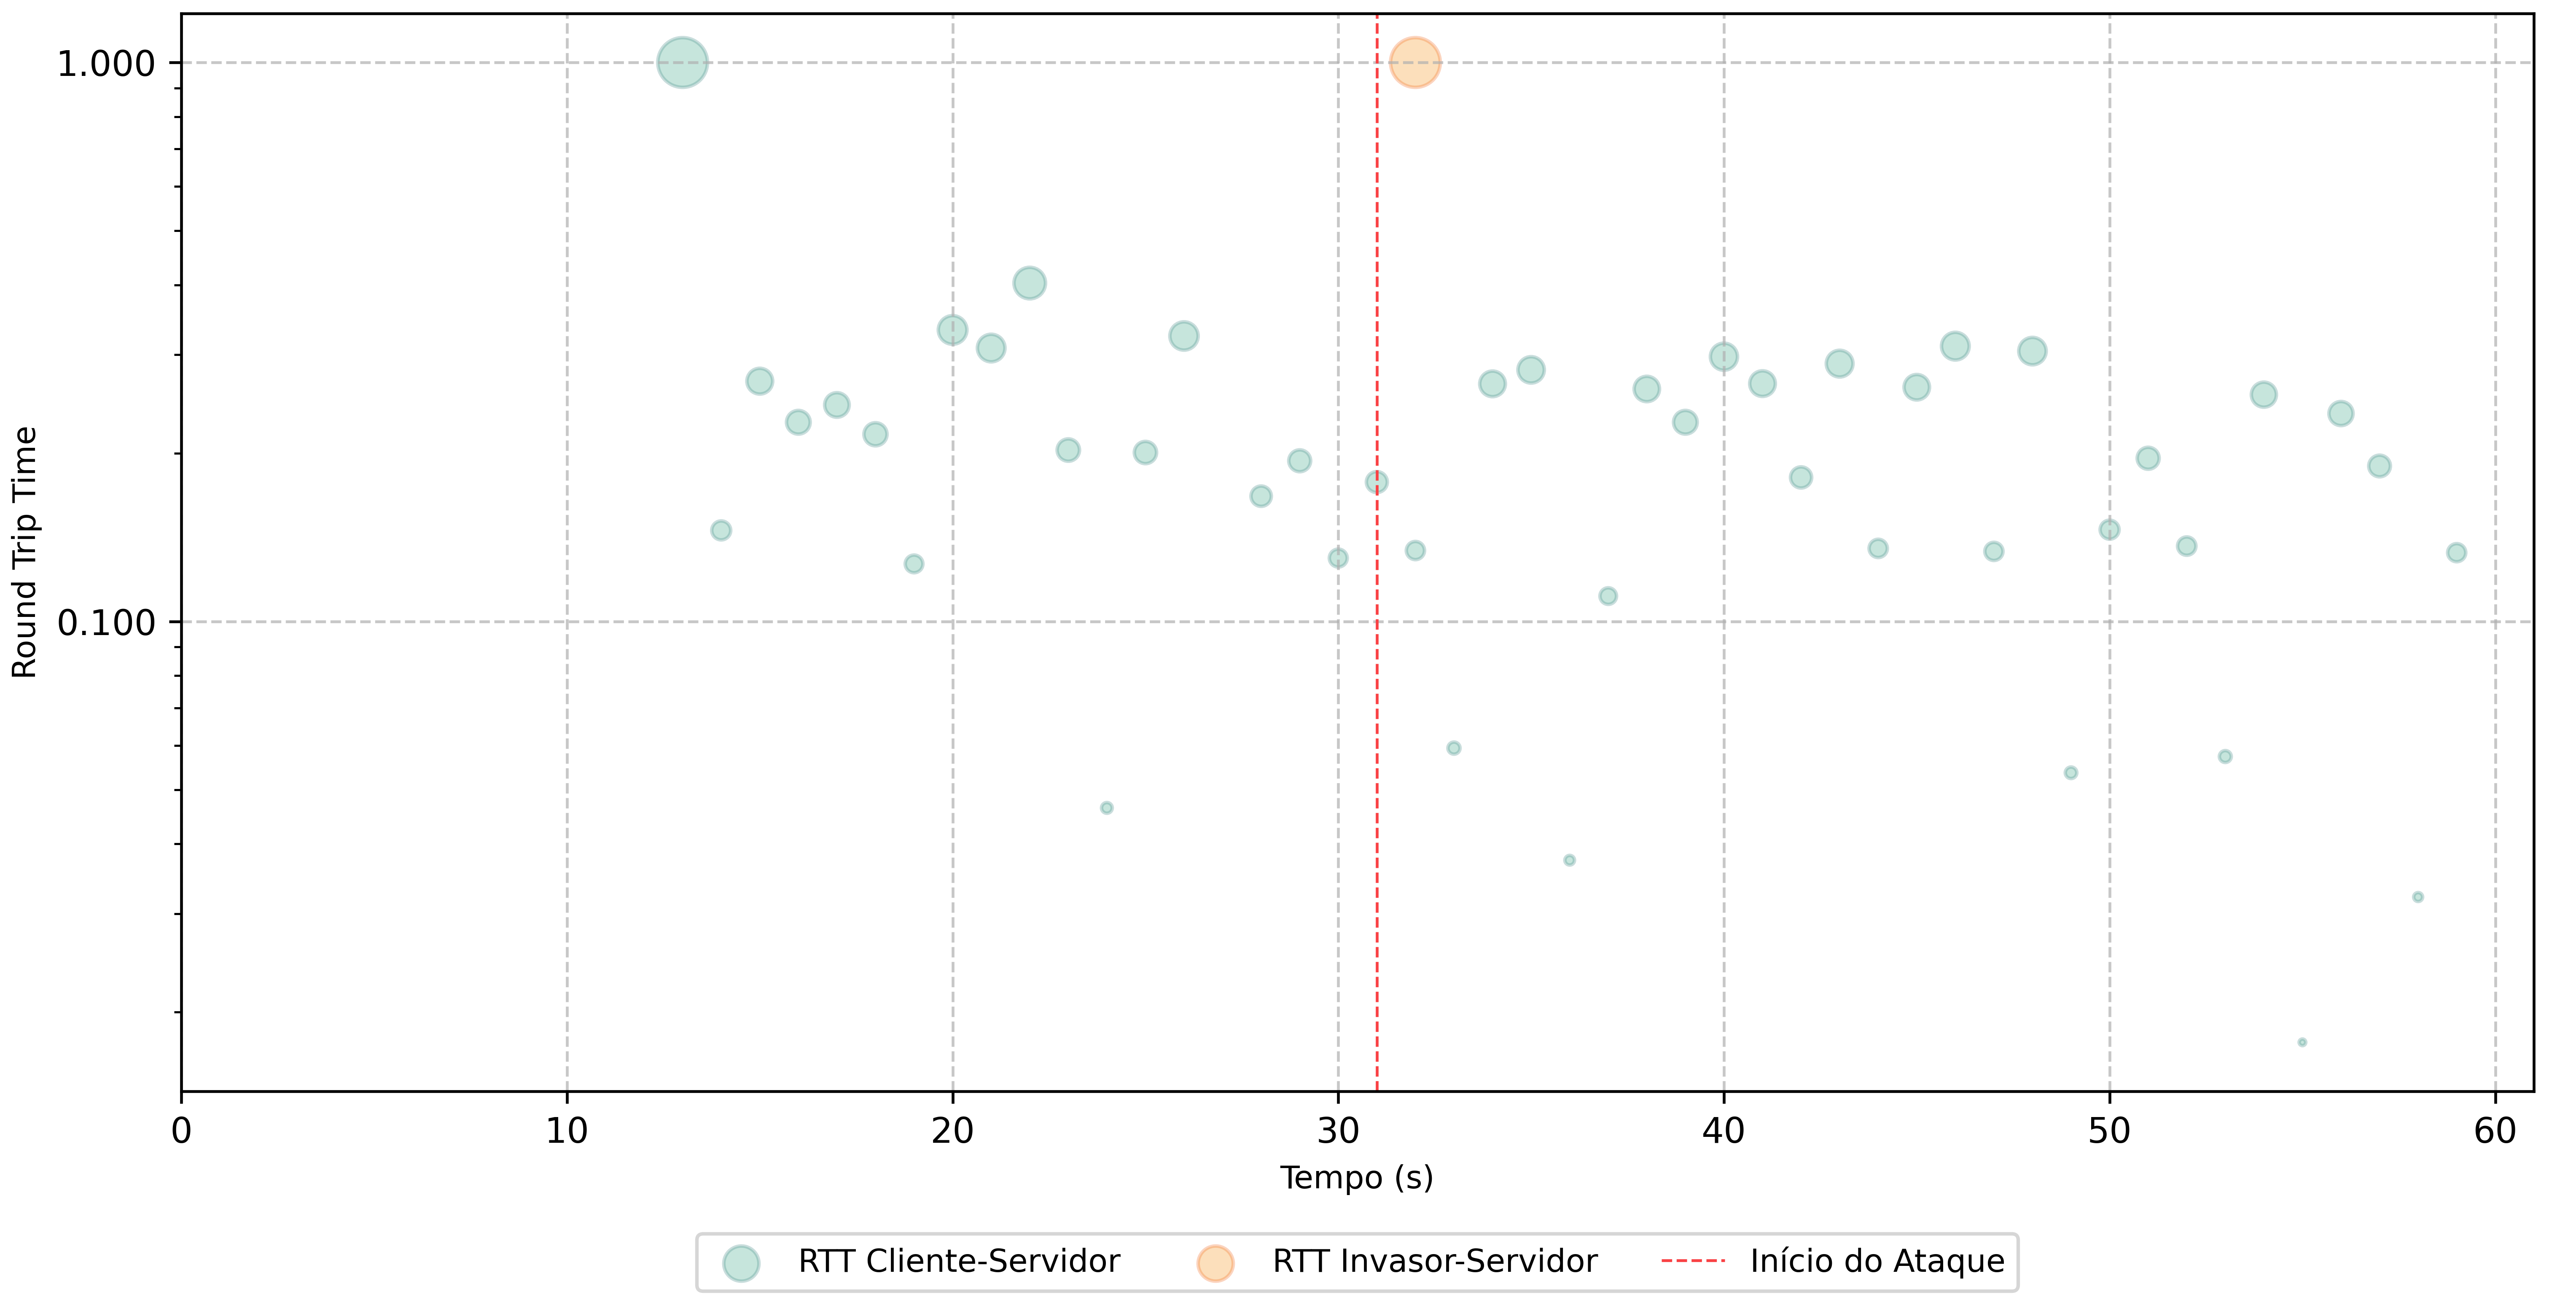 1.000
0.100
Round Trip Time
0 10 20 30 40 50 60
Tempo (s)
RTT Cliente-Servidor RTT Invasor-Servidor Início do Ataque